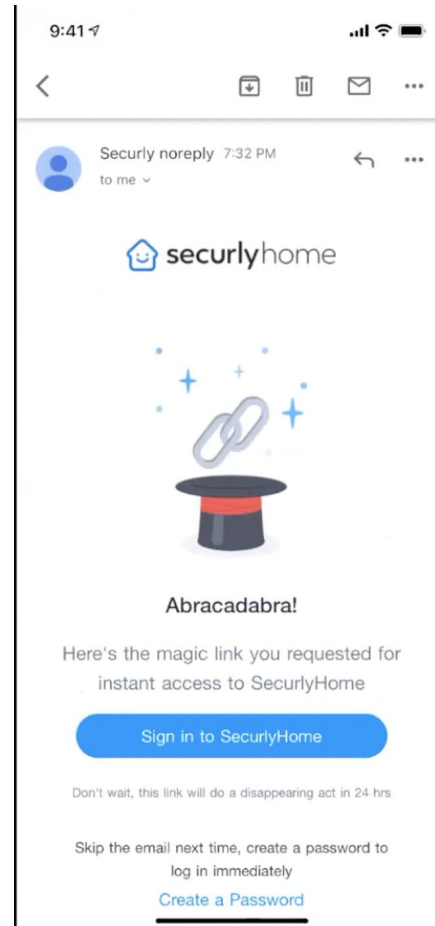 9:41
Securly noreply 7:32 PM
to me
securlyhome
Abracadabra!
Here's the magic link you requested for
instant access to SecurlyHome
Sign in to SecurlyHome
Don't wait, this link will do a disappearing act in 24 hrs
Skip the email next time, create a password to
log in immediately
Create a Password